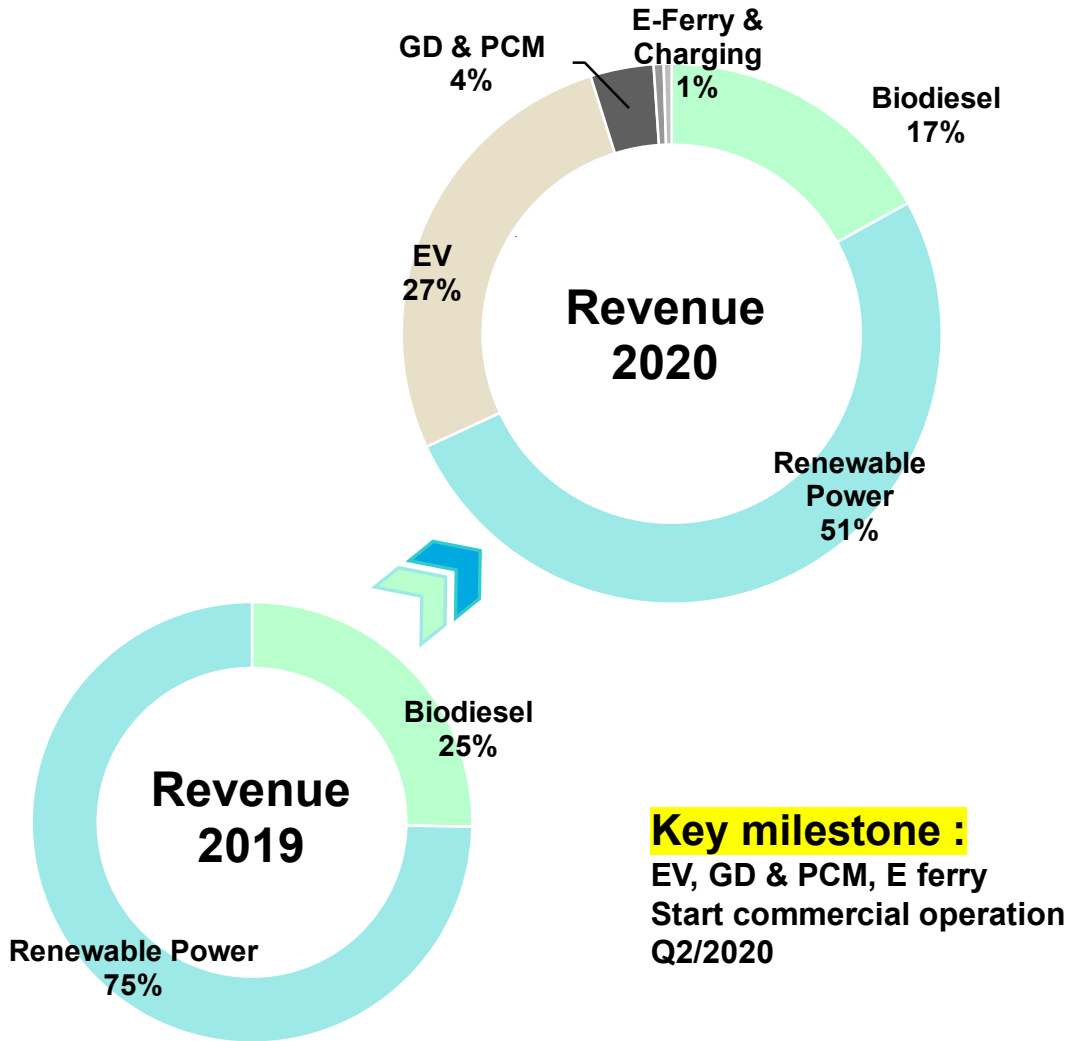 GD & PCM
4%
E-Ferry &
Charging
1%
Biodiesel
17%
EV
27%
Revenue
2020
Renewable
Power
51%
Biodiesel
25%
Revenue
2019
Renewable Power
75%
Key milestone :
EV, GD & PCM, E ferry
Start commercial operation
Q2/2020